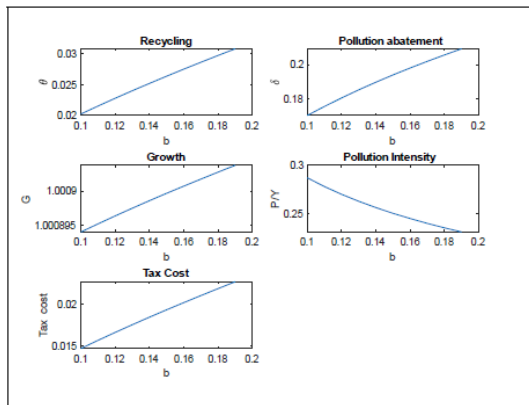 Recycling
0.03
0.025
0.02
θ
0.1 0.12 0.14 0.16 0.18 0.2
b
Pollution abatement
0.2
0.18
δ
0.1 0.12 0.14 0.16 0.18 0.2
b
Growth
1.0009
1.000895
G
0.1 0.12 0.14 0.16 0.18 0.2
b
Pollution Intensity
0.3
0.25
P/Y
0.1 0.12 0.14 0.16 0.18 0.2
b
Tax Cost
0.02
0.015
Tax cost
0.1 0.12 0.14 0.16 0.18 0.2
b